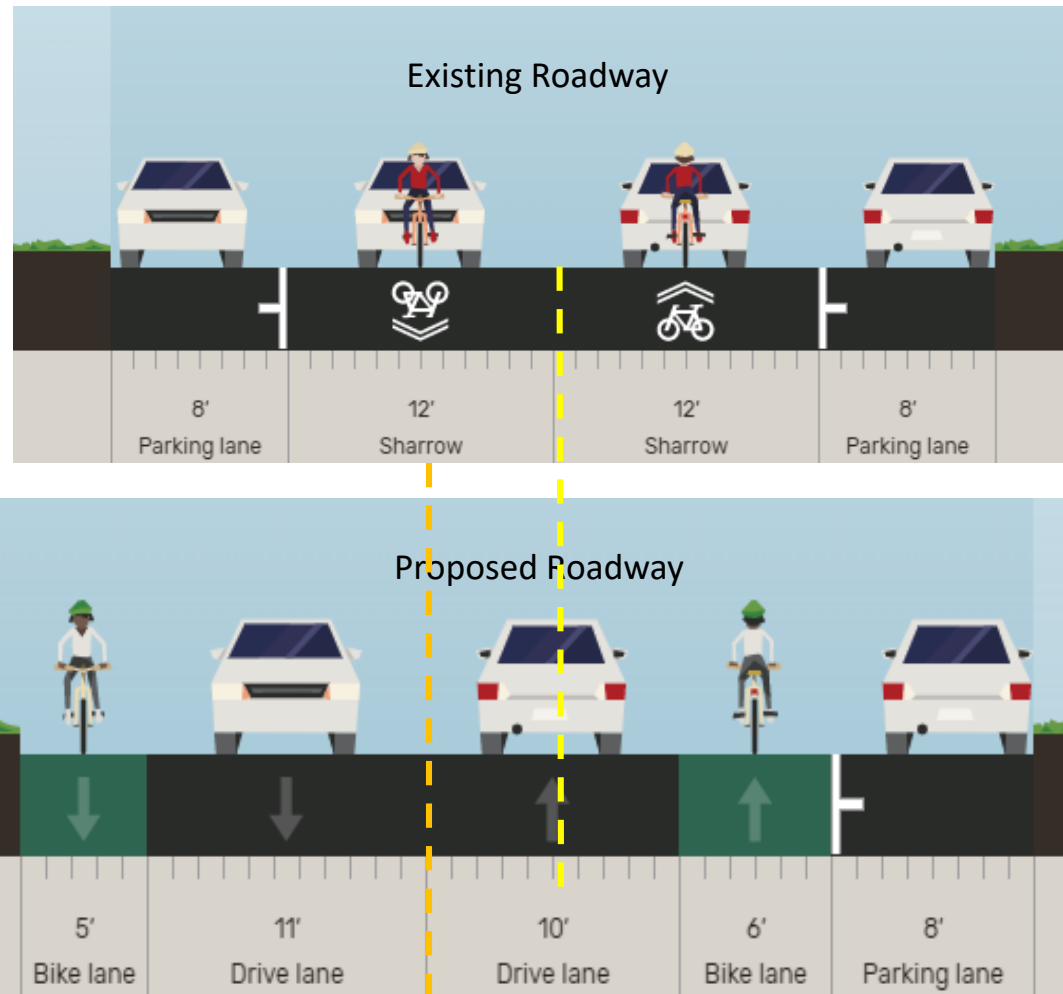 Existing Roadway
8' 12' 12' 8'
Parking lane Sharrow Sharrow Parking lane
Proposed Roadway
5' 11' 10' 6' 8'
Bike lane Drive lane Drive lane Bike lane Parking lane